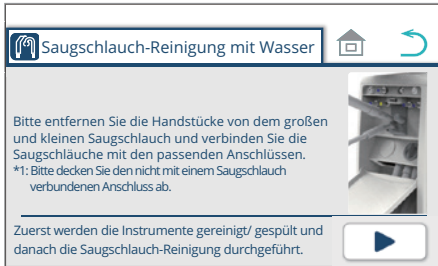 Saugschlauch-Reinigung mit Wasser
Bitte entfernen Sie die Handstücke von dem großen
und kleinen Saugschlauch und verbinden Sie die
Saugschläuche mit den passenden Anschlüssen.
*1: Bitte decken Sie den nicht mit einem Saugschlauch
verbundenen Anschluss ab.
Zuerst werden die Instrumente gereinigt/ gespült und
danach die Saugschlauch-Reinigung durchgeführt.